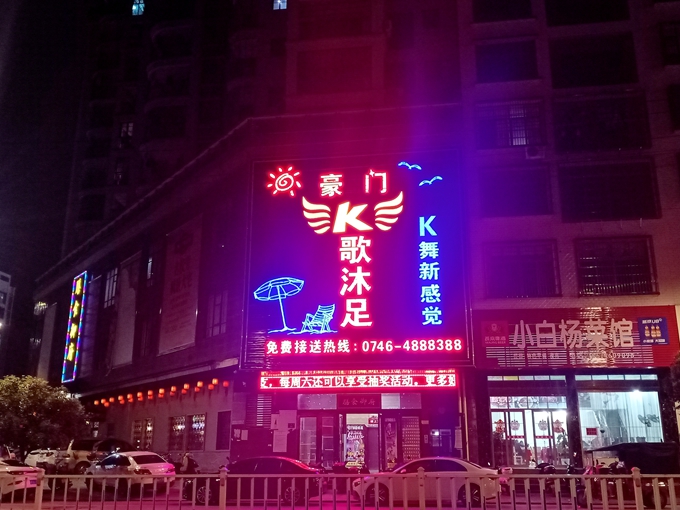 豪门
K
歌沐足
K舞新感觉
免费接送热线：0746-4888388
，每周六还可以享受抽奖活动。更多
小白杨菜馆